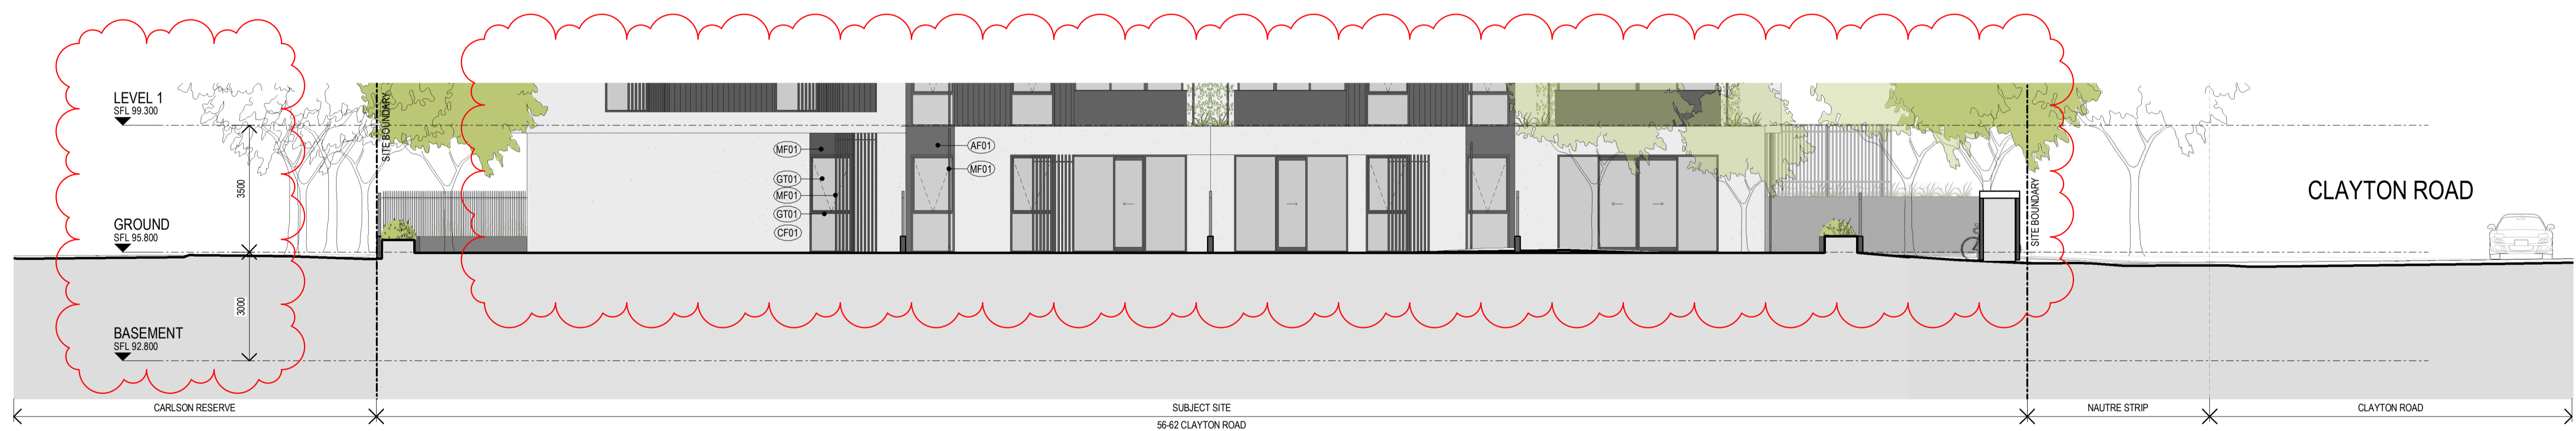 LEVEL 1
SFL 99.300
SITE BOUNDARY
3500
GROUND
SFL 95.800
3000
BASEMENT
SFL 92.800
MF01
GT01
MF01
GT01
CF01
AF01
MF01
SITE BOUNDARY
CLAYTON ROAD
CARLSON RESERVE
SUBJECT SITE
56-62 CLAYTON ROAD
NAUTRE STRIP
CLAYTON ROAD